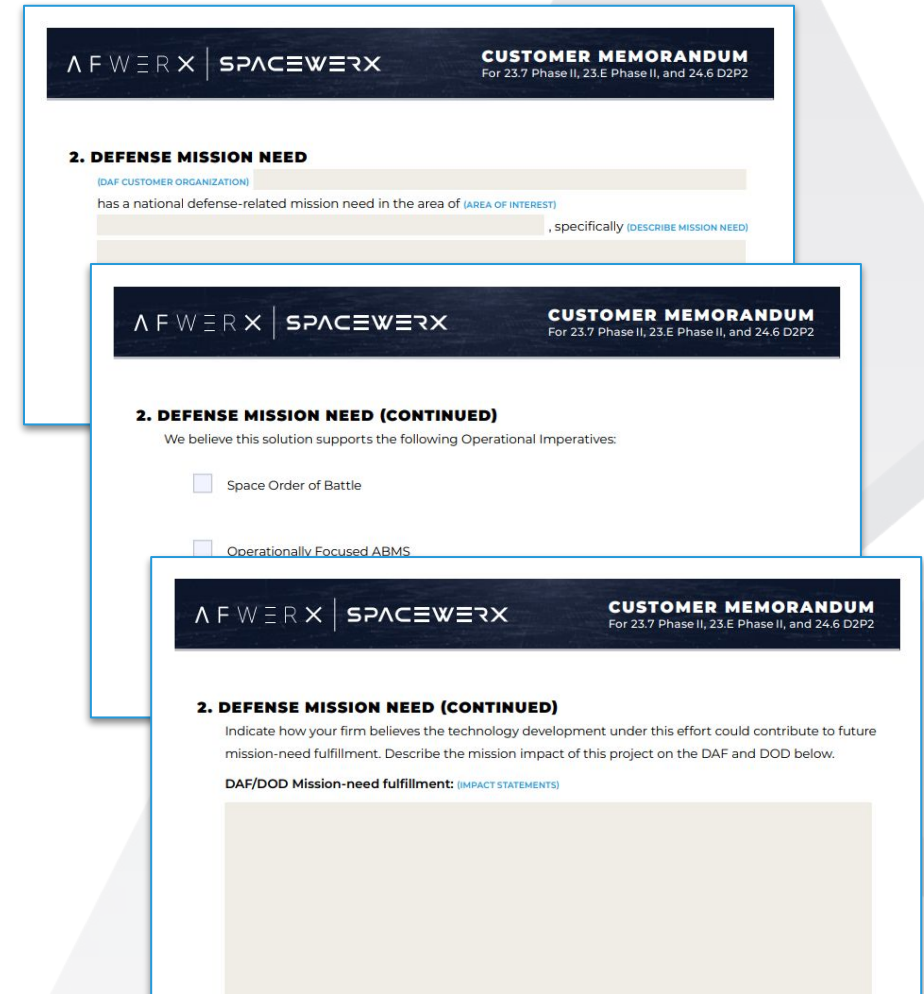 AFWERX | SPACEWERX
CUSTOMER MEMORANDUM
For 23.7 Phase II, 23.E Phase II, and 24.6 D2P2
2. DEFENSE MISSION NEED
(DAF CUSTOMER ORGANIZATION)
has a national defense-related mission need in the area of (AREA OF INTEREST)
, specifically (DESCRIBE MISSION NEED)
AFWERX | SPACEWERX
CUSTOMER MEMORANDUM
For 23.7 Phase II, 23.E Phase II, and 24.6 D2P2
2. DEFENSE MISSION NEED (CONTINUED)
We believe this solution supports the following Operational Imperatives:
Space Order of Battle
Operationally Focused ABMS
AFWERX | SPACEWERX
CUSTOMER MEMORANDUM
For 23.7 Phase II, 23.E Phase II, and 24.6 D2P2
2. DEFENSE MISSION NEED (CONTINUED)
Indicate how your firm believes the technology development under this effort could contribute to future
mission-need fulfillment. Describe the mission impact of this project on the DAF and DOD below.
DAF/DOD Mission-need fulfillment: (IMPACT STATEMENTS)